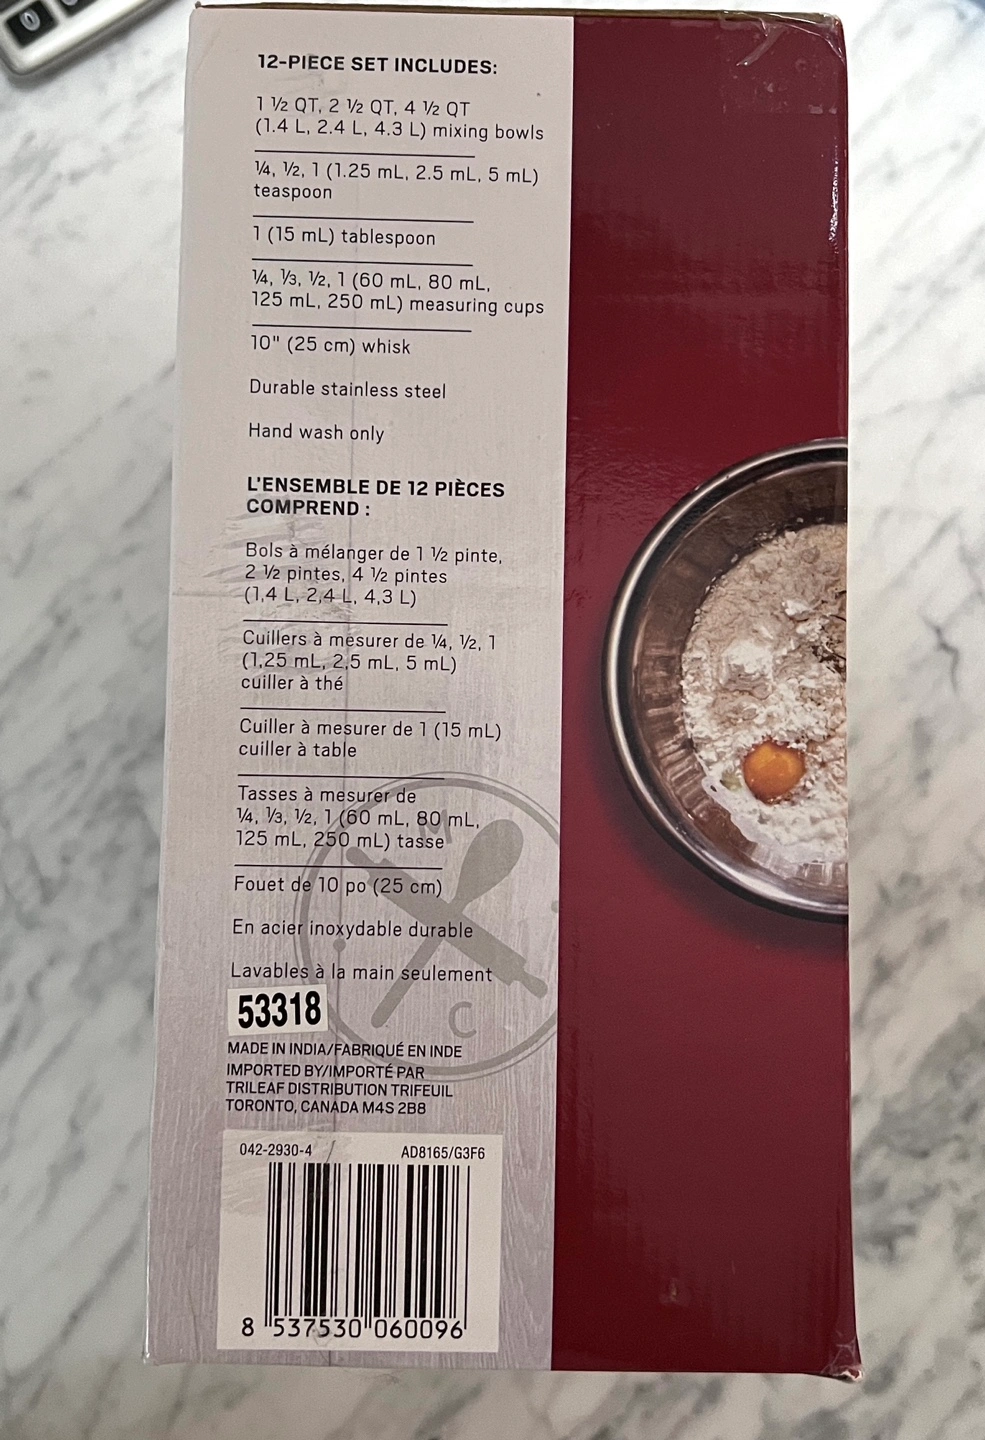 12-PIECE SET INCLUDES:
1 ½ QT, 2 ½ QT, 4 ½ QT
(1.4 L, 2.4 L, 4.3 L) mixing bowls
¼, ½, 1 (1.25 mL, 2.5 mL, 5 mL)
teaspoon
1 (15 mL) tablespoon
¼, ⅓, ½, 1 (60 mL, 80 mL,
125 mL, 250 mL) measuring cups
10" (25 cm) whisk
Durable stainless steel
Hand wash only
L'ENSEMBLE DE 12 PIÈCES
COMPREND :
Bols à mélanger de 1 ½ pinte,
2 ½ pintes, 4 ½ pintes
(1,4 L, 2,4 L, 4,3 L)
Cuillers à mesurer de ¼, ½, 1
(1,25 mL, 2,5 mL, 5 mL)
cuiller à thé
Cuiller à mesurer de 1 (15 mL)
cuiller à table
Tasses à mesurer de
¼, ⅓, ½, 1 (60 mL, 80 mL,
125 mL, 250 mL) tasse
Fouet de 10 po (25 cm)
En acier inoxydable durable
Lavables à la main seulement
M
C
53318
MADE IN INDIA/FABRIQUÉ EN INDE
IMPORTED BY/IMPORTÉ PAR
TRILEAF DISTRIBUTION TRIFEUIL
TORONTO, CANADA M4S 2B8
042-2930-4 AD8165/G3F6
8 537530 060096